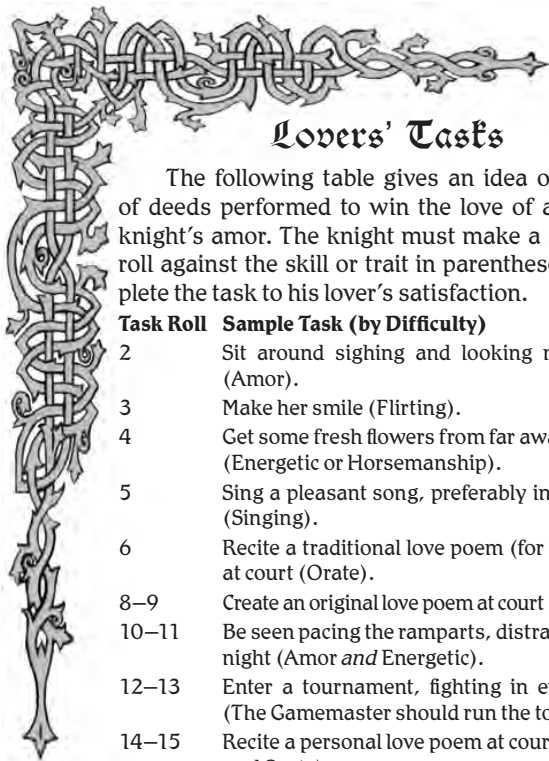 Lovers’ Tasks
The following table gives an idea o
of deeds performed to win the love of a
knight’s amor. The knight must make a
roll against the skill or trait in parenthese
plete the task to his lover’s satisfaction.
Task Roll Sample Task (by Difficulty)
2 Sit around sighing and looking
(Amor).
3 Make her smile (Flirting).
4 Get some fresh flowers from far awa
(Energetic or Horsemanship).
5 Sing a pleasant song, preferably in
(Singing).
6 Recite a traditional love poem (for
at court (Orate).
8–9 Create an original love poem at court
10–11 Be seen pacing the ramparts, distra
night (Amor and Energetic).
12–13 Enter a tournament, fighting in e
(The Gamemaster should run the to
14–15 Recite a personal love poem at cour